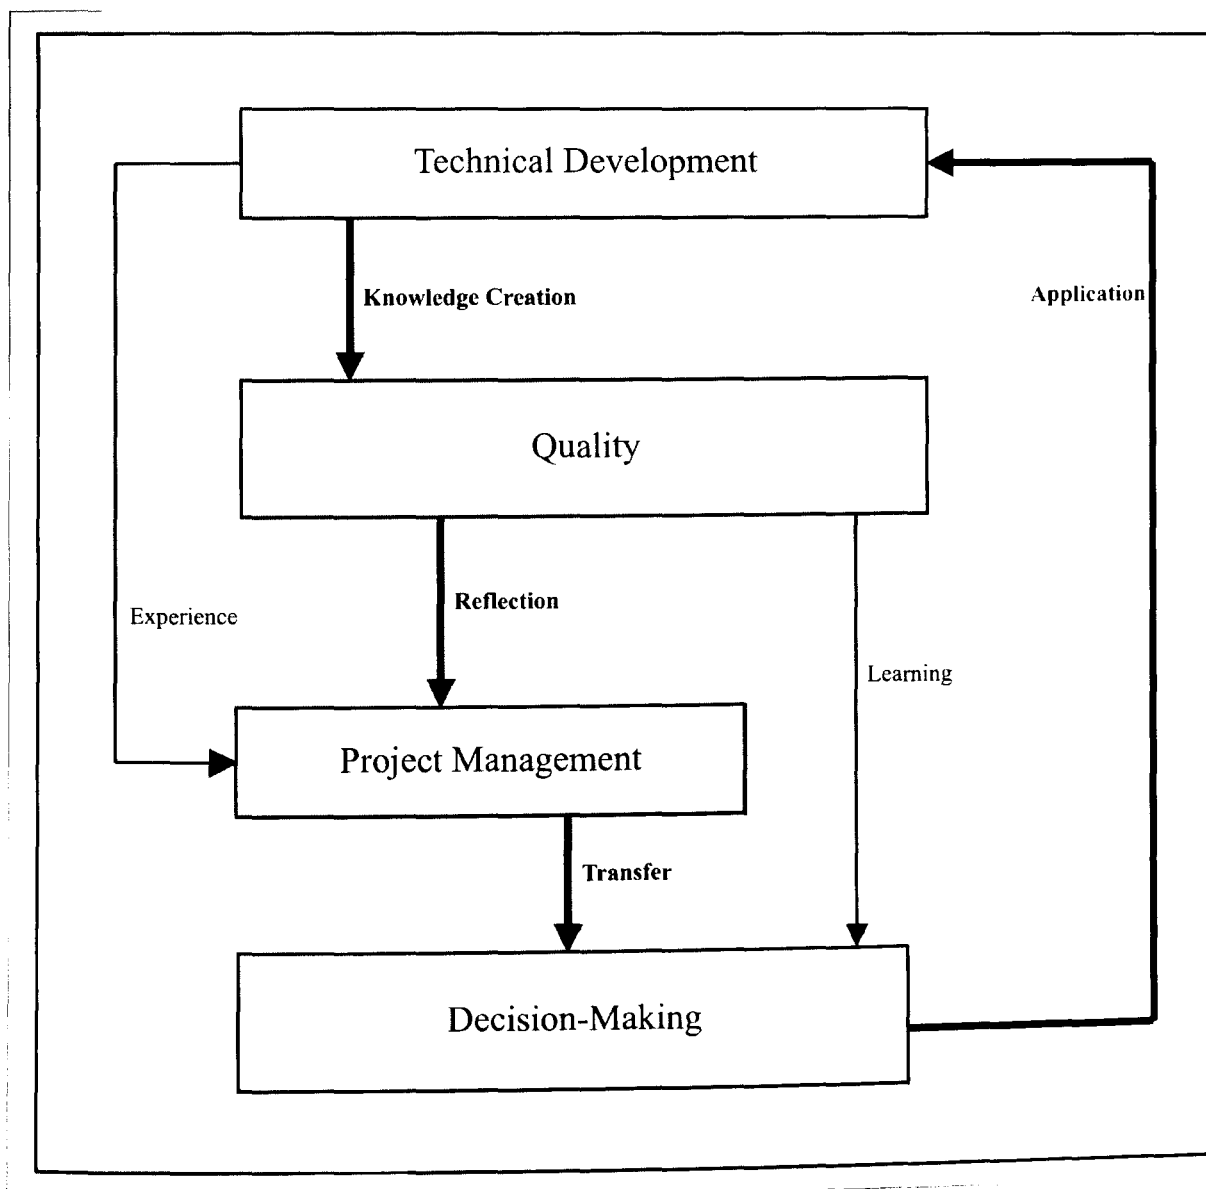 Technical Development
Knowledge Creation
Application
Quality
Experience
Reflection
Learning
Project Management
Transfer
Decision-Making